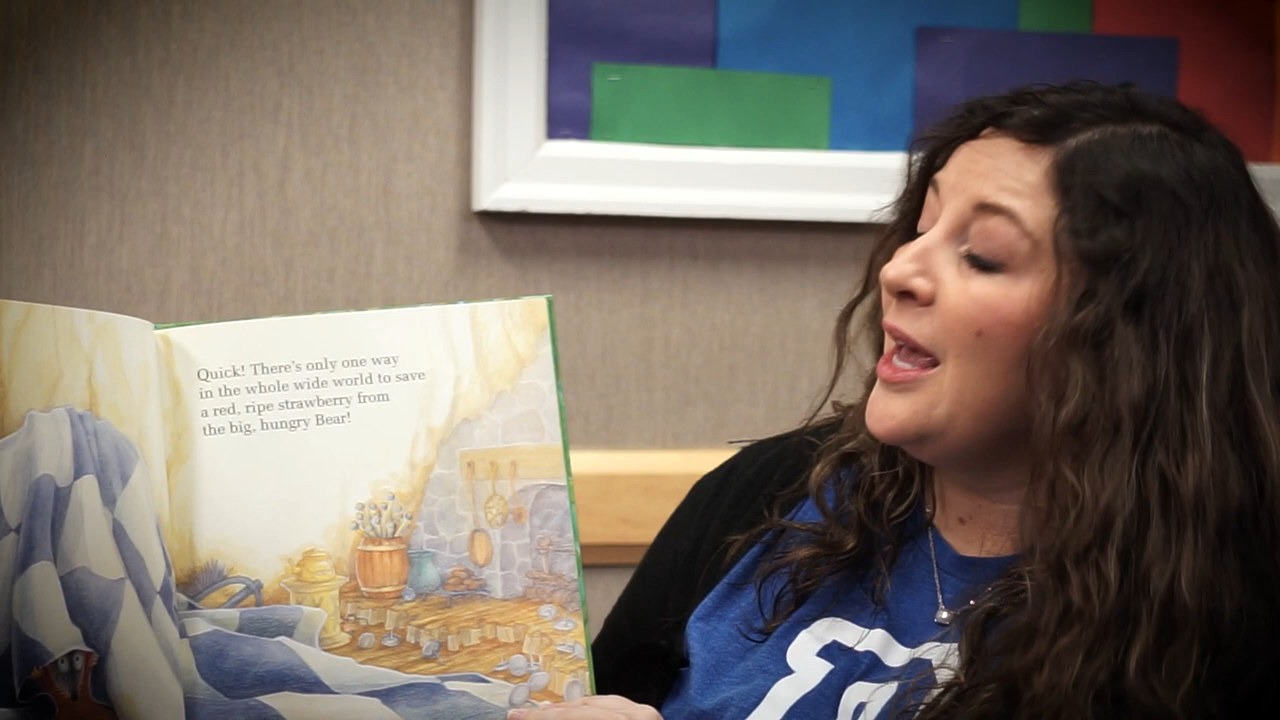 Quick! There's only one way
in the whole wide world to save
a red, ripe strawberry from
the big, hungry Bear!